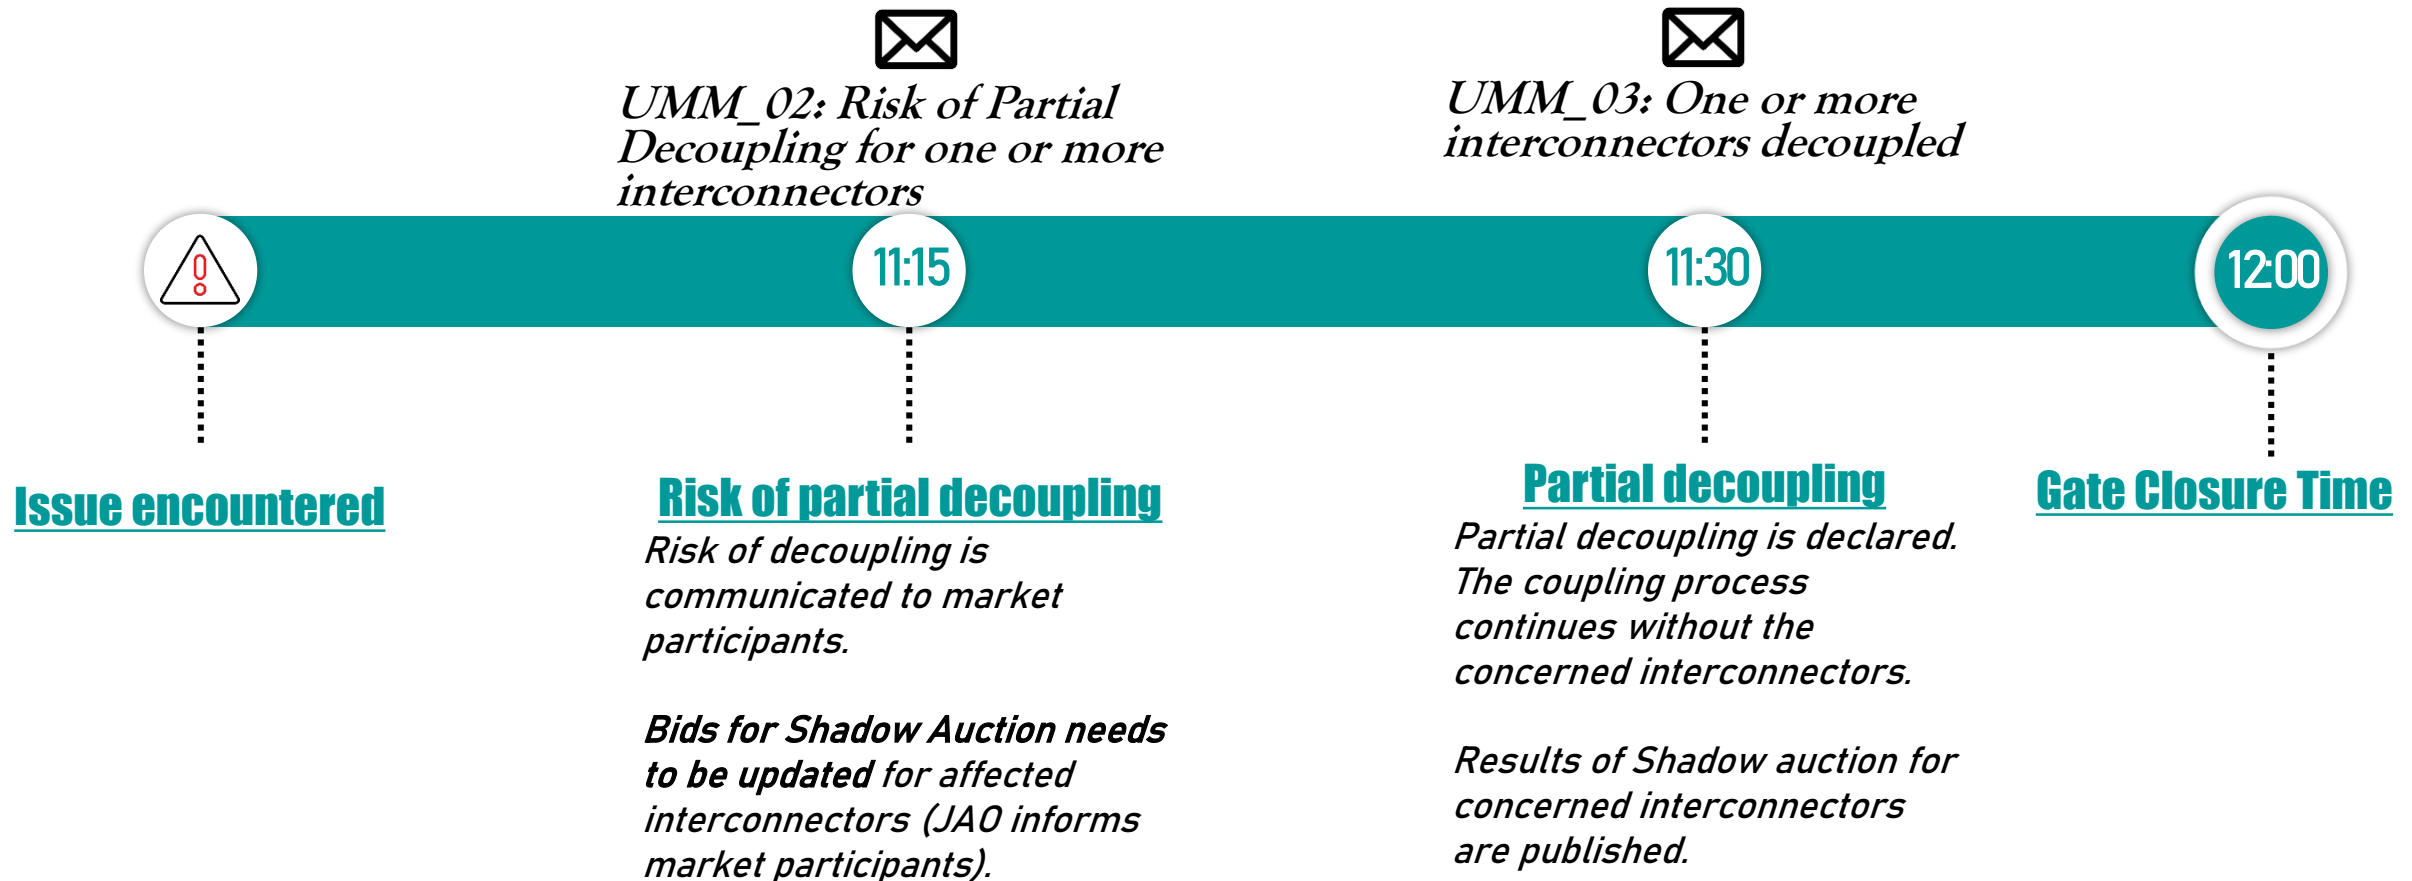 UMM_02: Risk of Partial
Decoupling for one or more
interconnectors
UMM_03: One or more
interconnectors decoupled
11:15
11:30
12:00
Issue encountered
Risk of partial decoupling
Risk of decoupling is
communicated to market
participants.
Bids for Shadow Auction needs
to be updated for affected
interconnectors (JAO informs
market participants).
Partial decoupling
Partial decoupling is declared.
The coupling process
continues without the
concerned interconnectors.
Results of Shadow auction for
concerned interconnectors
are published.
Gate Closure Time